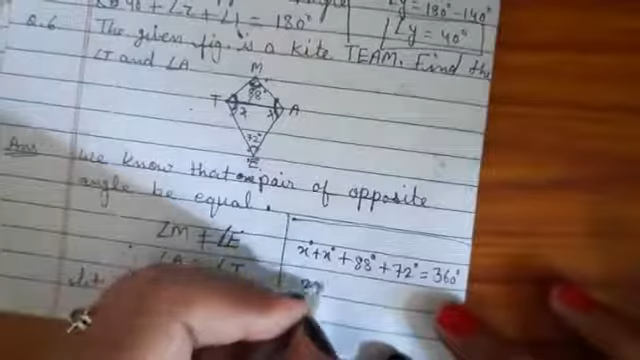 + ∠z + ∠i = 180°
∠y = 180° - 140°
∠y = 40°
Q.6 The given fig. is a kite TEAM. Find the
∠T and ∠A
M
88°
T x x A
72°
E
Ans We know that one pair of opposite
angle be equal.
∠M ≠ ∠E
∠A = ∠T
x° + x° + 88° + 72° = 360°